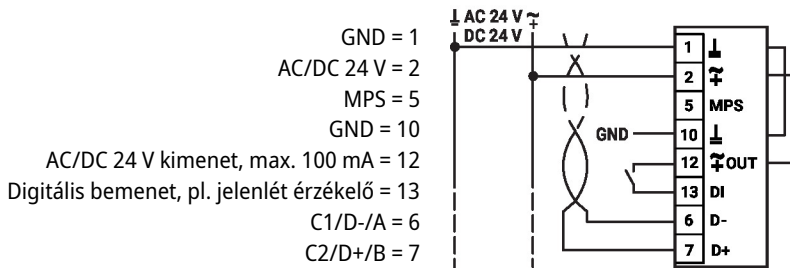 GND = 1
AC/DC 24 V = 2
MPS = 5
GND = 10
AC/DC 24 V kimenet, max. 100 mA = 12
Digitális bemenet, pl. jelenlét érzékelő = 13
C1/D-/A = 6
C2/D+/B = 7
AC 24 V
DC 24 V
GND
1
2
5 MPS
10
12 OUT
13 DI
6 D-
7 D+